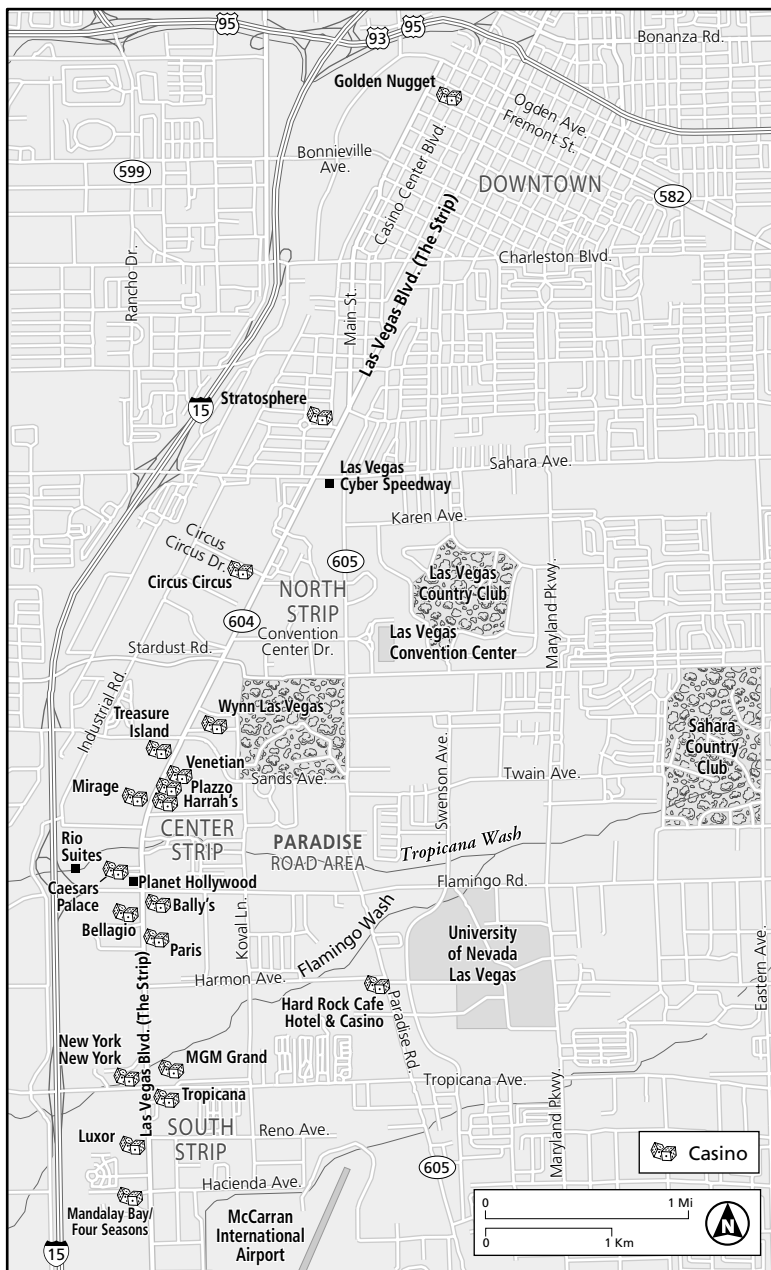 95
95
93
Bonanza Rd.
Golden Nugget
Ogden Ave.
Fremont St.
Bonnieville
Ave.
599
Casino Center Blvd.
DOWNTOWN
582
Las Vegas Blvd. (The Strip)
Charleston Blvd.
Rancho Dr.
Main St.
15
Stratosphere
Sahara Ave.
Las Vegas
Cyber Speedway
Karen Ave.
Circus
Circus Dr.
605
Circus Circus
NORTH
STRIP
Las Vegas
Country Club
Maryland Pkwy.
604
Convention
Center Dr.
Las Vegas
Convention Center
Stardust Rd.
Industrial Rd.
Wynn Las Vegas
Treasure
Island
Sahara
Country
Club
Venetian
Sands Ave.
Swenson Ave.
Twain Ave.
Mirage
Plazzo
Harrah's
CENTER
STRIP
PARADISE
ROAD AREA
Tropicana Wash
Rio
Suites
Caesars
Palace
Planet Hollywood
Flamingo Rd.
Bally's
Bellagio
Koval Ln.
Flamingo Wash
Paris
University
of Nevada
Las Vegas
Eastern Ave.
Harmon Ave.
Las Vegas Blvd. (The Strip)
Hard Rock Cafe
Hotel & Casino
Paradise Rd.
New York
New York
MGM Grand
Tropicana Ave.
Tropicana
Maryland Pkwy.
Luxor
SOUTH
STRIP
Reno Ave.
Casino
605
Hacienda Ave.
Mandalay Bay/
Four Seasons
McCarran
International
Airport
0
1 Mi
0
1 Km
N
15